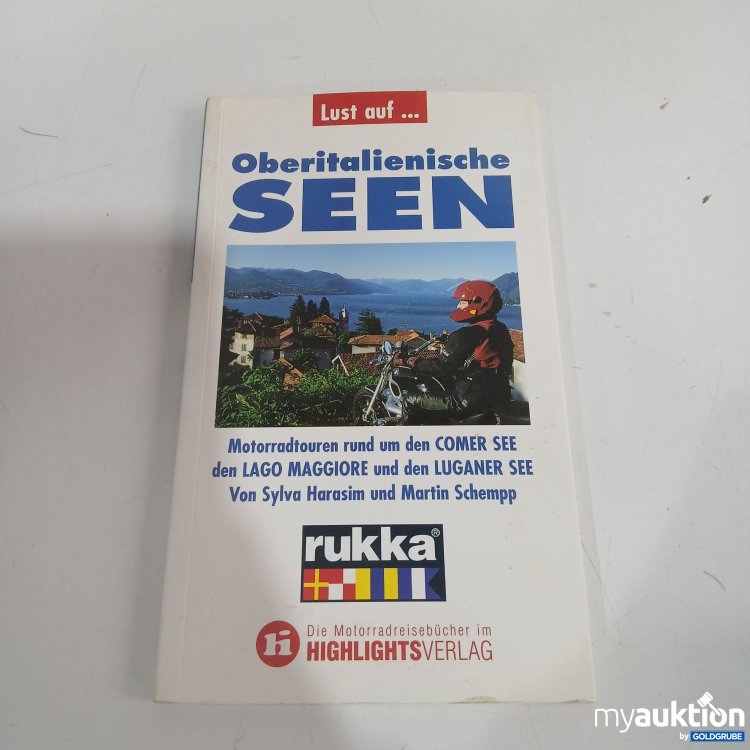 Lust auf ...
Oberitalienische
SEEN
Motorradtouren rund um den COMER SEE
den LAGO MAGGIORE und den LUGANER SEE
Von Sylva Harasim und Martin Schempp
rukka®
hi Die Motorradreisebücher im
HIGHLIGHTSVERLAG
myauktion
by GOLDGRUBE